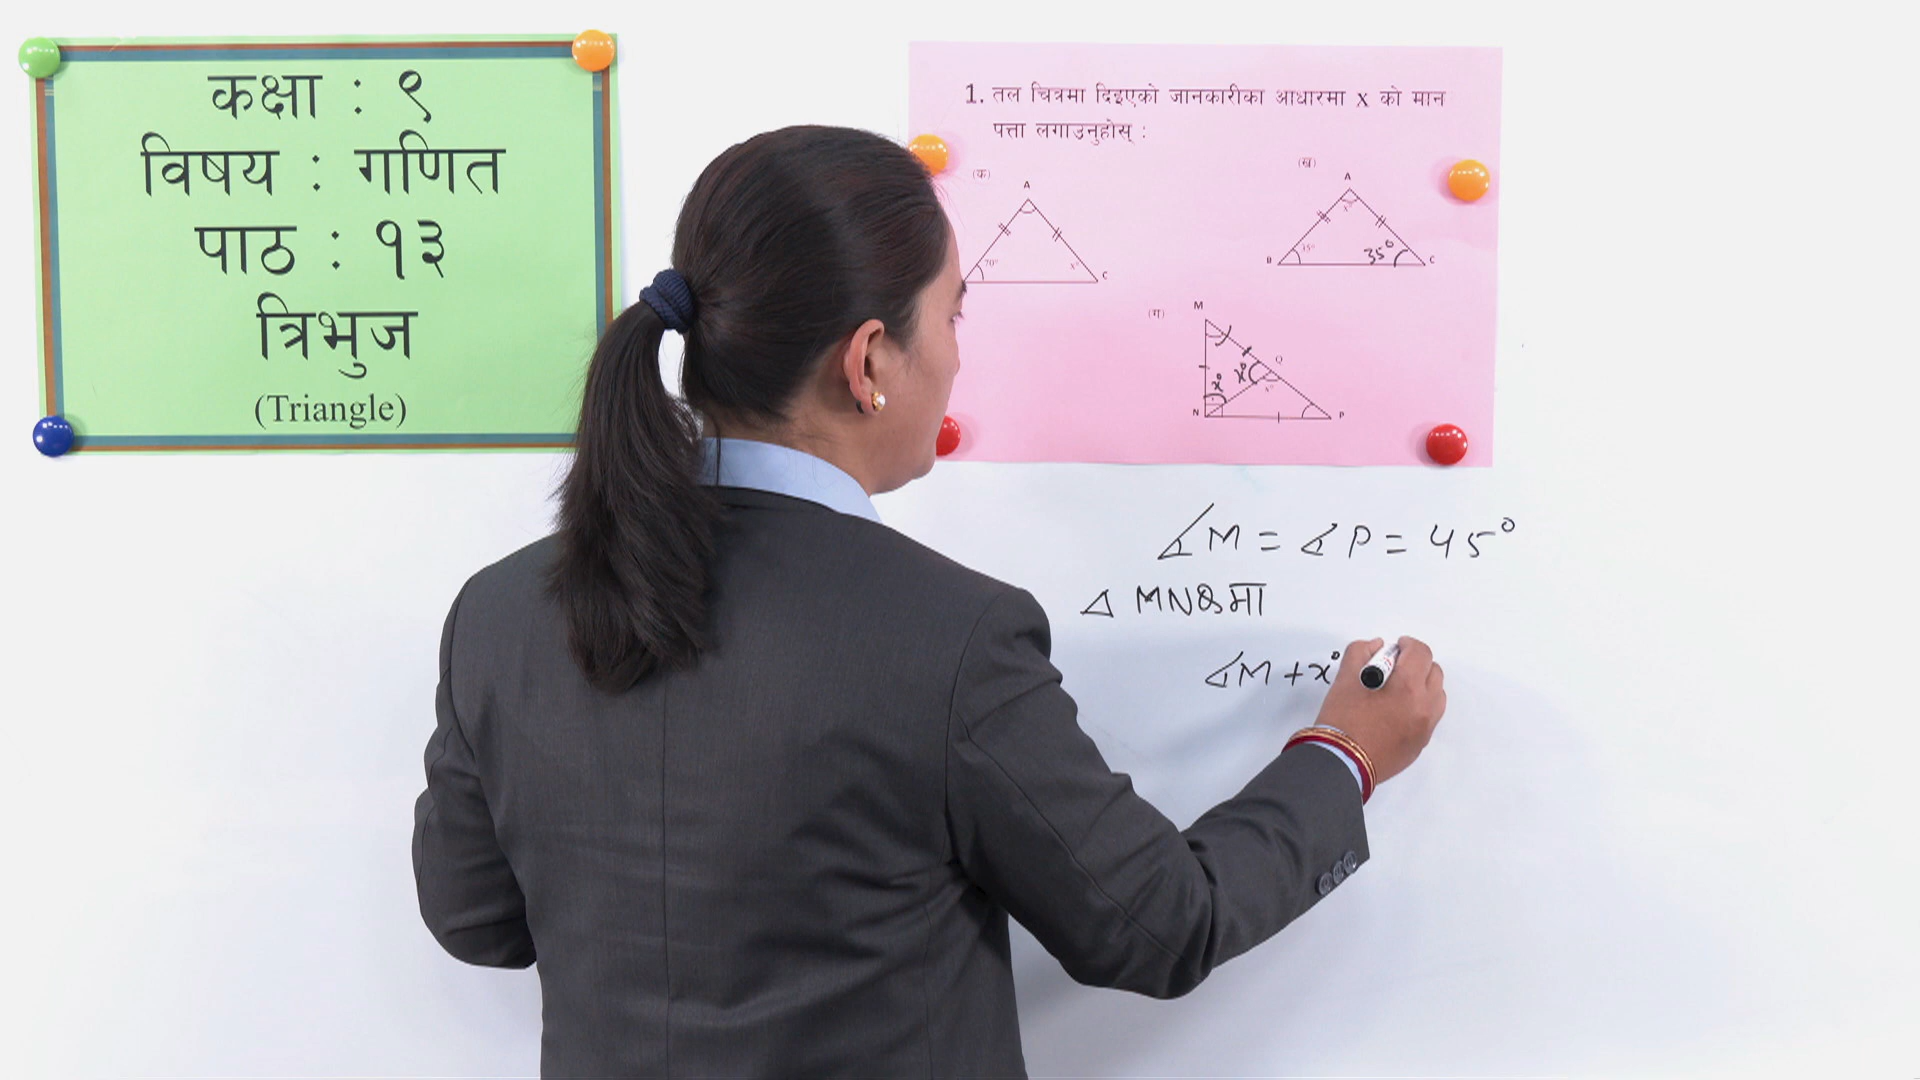 कक्षा : ९
विषय : गणित
पाठ : १३
त्रिभुज
(Triangle)
1. तल चित्रमा दिइएको जानकारीका आधारमा x को मान
पत्ता लगाउनुहोस् :
(क)
A
70°
x°
C
(ख)
A
x°
35°
35°
B
C
(ग)
M
Q
x°
x°
x°
N
P
∡M = ∡P = 45°
△ MNQमा
∡M + x°